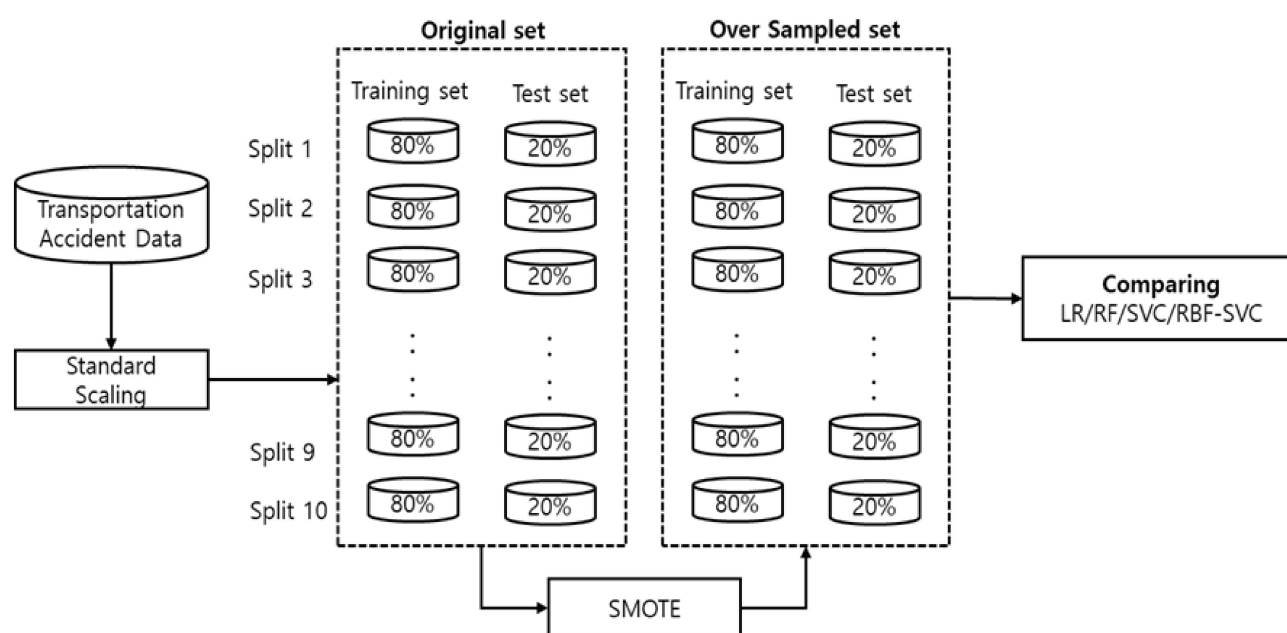 Original set
Over Sampled set
Training set
Test set
Training set
Test set
Split 1
80%
20%
80%
20%
Transportation
Accident Data
Split 2
80%
20%
80%
20%
Split 3
80%
20%
80%
20%
Comparing
LR/RF/SVC/RBF-SVC
Standard
Scaling
Split 9
80%
20%
80%
20%
Split 10
80%
20%
80%
20%
SMOTE